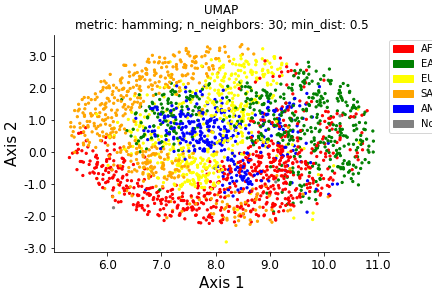 UMAP
metric: hamming; n_neighbors: 30; min_dist: 0.5
3.0
2.0
1.0
0.0
-1.0
-2.0
-3.0
Axis 2
6.0 7.0 8.0 9.0 10.0 11.0
Axis 1
AF
EA
EU
SA
AM
No